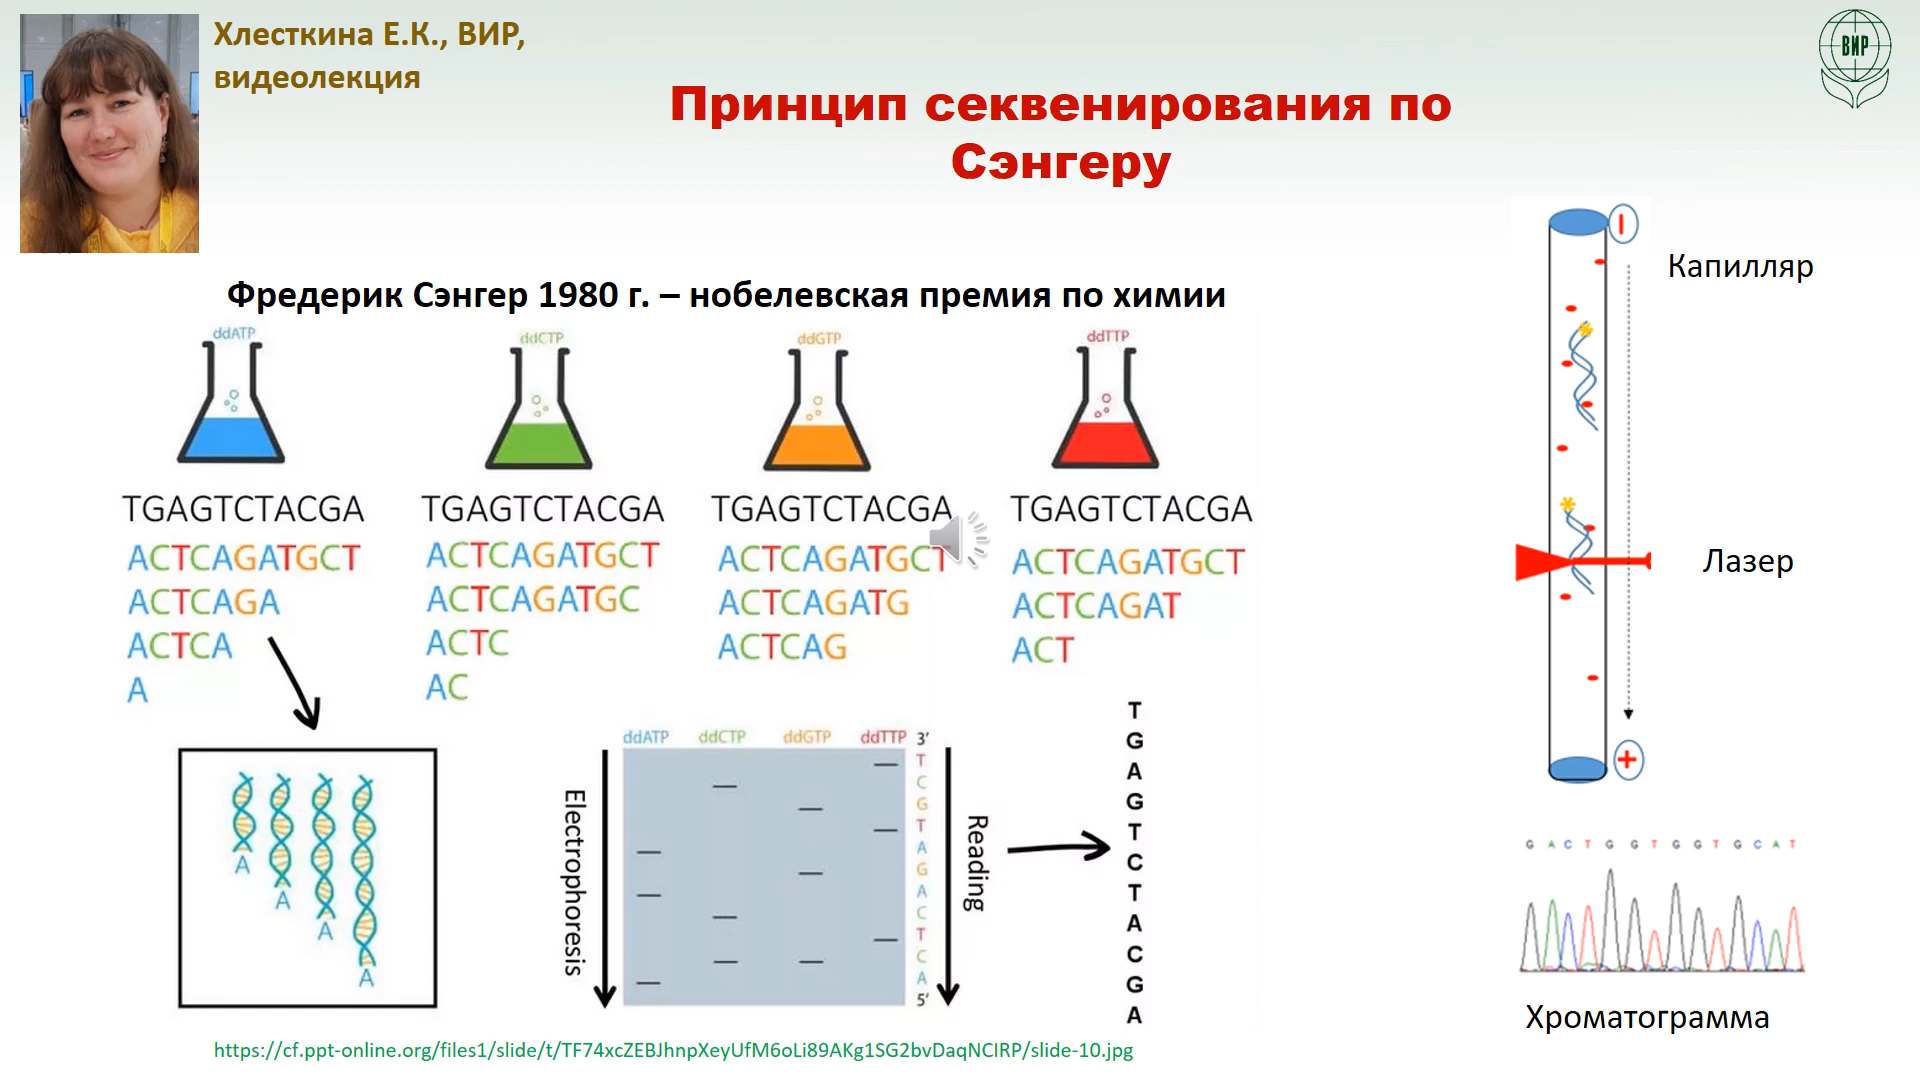 Хлесткина Е.К., ВИР,
видеолекция
ВИР
Принцип секвенирования по
Сэнгеру
Фредерик Сэнгер 1980 г. – нобелевская премия по химии
ddATP
ddCTP
ddGTP
ddTTP
TGAGTCTACGA
ACTCAGATGCT
ACTCAGA
ACTCA
A
TGAGTCTACGA
ACTCAGATGCT
ACTCAGATGC
ACTC
AC
TGAGTCTACGA
ACTCAGATGCT
ACTCAGATG
ACTCAG
TGAGTCTACGA
ACTCAGATGCT
ACTCAGAT
ACT
A
A
A
A
Electrophoresis
ddATP ddCTP ddGTP ddTTP 3'
T
C
G
T
A
G
A
C
T
C
A
5'
Reading
T
G
A
G
T
C
T
A
C
G
A
Капилляр
Лазер
+
G A C T G G T G G T G C A T
Хроматограмма
https://cf.ppt-online.org/files1/slide/t/TF74xcZEBJhnpXeyUfM6oLi89AKg1SG2bvDaqNCIRP/slide-10.jpg